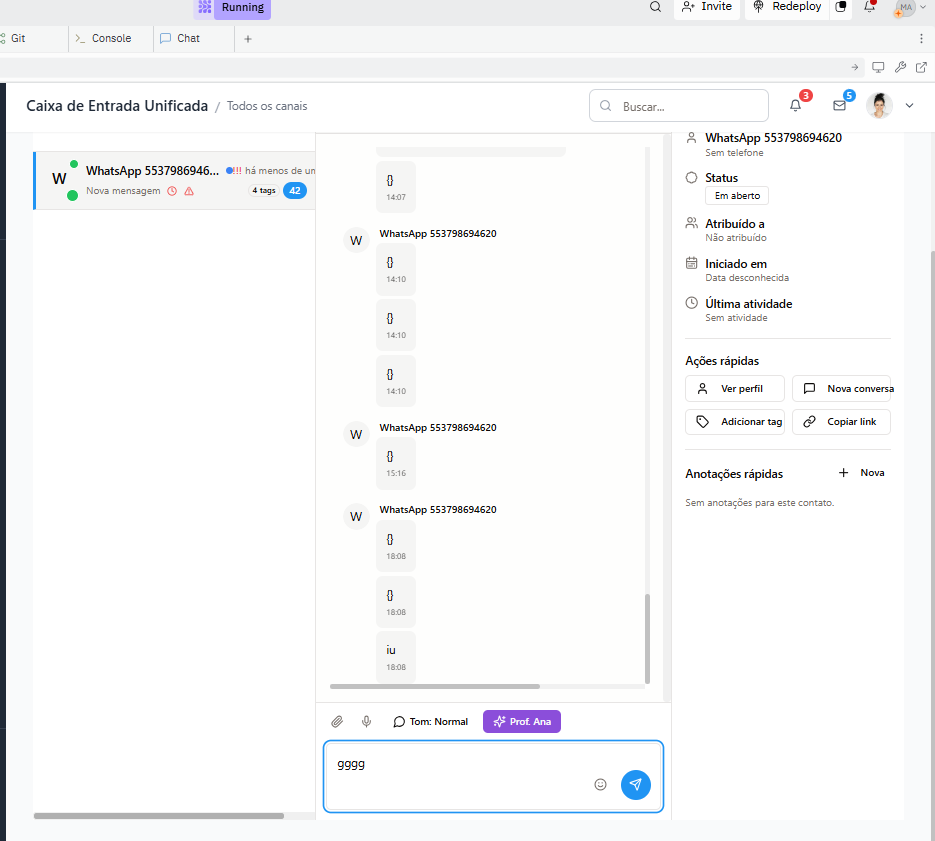 Running
Invite
Redeploy
MA
Git
Console
Chat
Caixa de Entrada Unificada / Todos os canais
Buscar...
3
5
W
WhatsApp 553798946...
!!! há menos de um
Nova mensagem
4 tags
42
{}
14:07
W
WhatsApp 553798694620
{}
14:10
{}
14:10
{}
14:10
W
WhatsApp 553798694620
{}
15:16
W
WhatsApp 553798694620
{}
18:08
{}
18:08
iu
18:08
Tom: Normal
Prof. Ana
gggg
WhatsApp 553798694620
Sem telefone
Status
Em aberto
Atribuído a
Não atribuído
Iniciado em
Data desconhecida
Última atividade
Sem atividade
Ações rápidas
Ver perfil
Nova conversa
Adicionar tag
Copiar link
Anotações rápidas
+ Nova
Sem anotações para este contato.